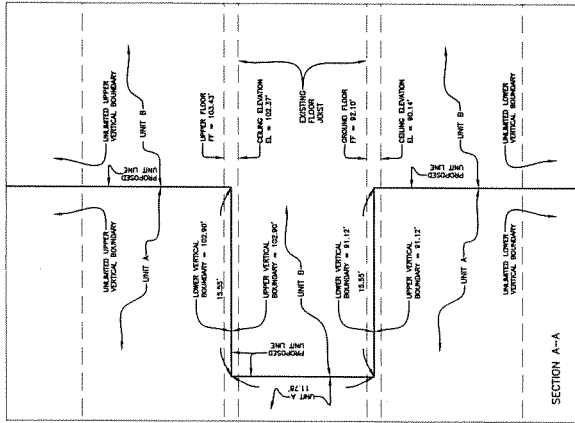 UNLIMITED UPPER
VERTICAL BOUNDARY
UNIT B
UPPER FLOOR
FF = 103.43'
CEILING ELEVATION
EL = 102.37'
EXISTING
FLOOR
JOIST
GROUND FLOOR
FF = 92.10'
CEILING ELEVATION
EL = 90.14'
UNIT B
UNLIMITED LOWER
VERTICAL BOUNDARY
PROPOSED
UNIT LINE
PROPOSED
UNIT LINE
UNLIMITED UPPER
VERTICAL BOUNDARY
UNIT A
LOWER VERTICAL
BOUNDARY = 102.90'
15.55'
UPPER VERTICAL
BOUNDARY = 102.90'
UNIT B
LOWER VERTICAL
BOUNDARY = 91.12'
15.55'
UPPER VERTICAL
BOUNDARY = 91.12'
UNIT A
UNLIMITED LOWER
VERTICAL BOUNDARY
PROPOSED
UNIT LINE
UNIT A
11.78'
SECTION A-A